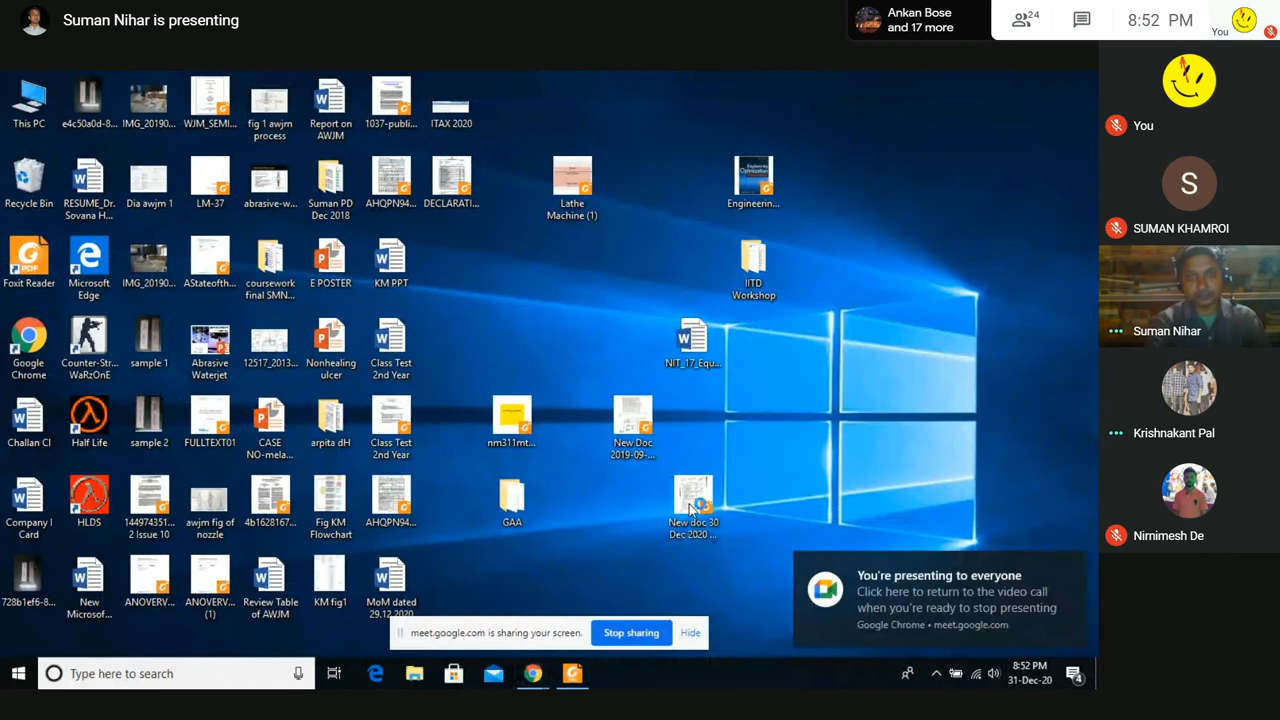 Suman Nihar is presenting
Ankan Bose
and 17 more
24
8:52 PM
You
This PC
e4c50a0d-8...
IMG_20190...
WJM_SEMI...
fig 1 awjm
process
Report on
AWJM
1037-publi...
ITAX 2020
Recycle Bin
RESUME_Dr.
Sovana H...
Dia awjm 1
LM-37
abrasive-w...
Suman PD
Dec 2018
AHQPN94...
DECLARATI...
Lathe
Machine (1)
Engineerin...
Foxit Reader
Microsoft
Edge
IMG_20190...
AStateofth...
coursework
final SMN...
E POSTER
KM PPT
IITD
Workshop
Google
Chrome
Counter-Str...
WaRzOnE
sample 1
Abrasive
Waterjet
12517_2013...
Nonhealing
ulcer
Class Test
2nd Year
NIT_17_Equ...
Challan Cl
Half Life
sample 2
FULLTEXT01
CASE
NO-mela...
arpita dH
Class Test
2nd Year
nm311mt...
New Doc
2019-09-...
Company I
Card
HLDS
144974351...
2 Issue 10
awjm fig of
nozzle
4b1628167...
Fig KM
Flowchart
AHQPN94...
GAA
New doc 30
Dec 2020 ...
728b1ef6-8...
New
Microsof...
ANOVERV...
ANOVERV...
(1)
Review Table
of AWJM
KM fig1
MoM dated
29.12.2020
You're presenting to everyone
Click here to return to the video call
when you're ready to stop presenting
Google Chrome • meet.google.com
meet.google.com is sharing your screen.
Stop sharing
Hide
Type here to search
8:52 PM
31-Dec-20
4
You
S
SUMAN KHAMROI
Suman Nihar
Krishnakant Pal
Nirnimesh De